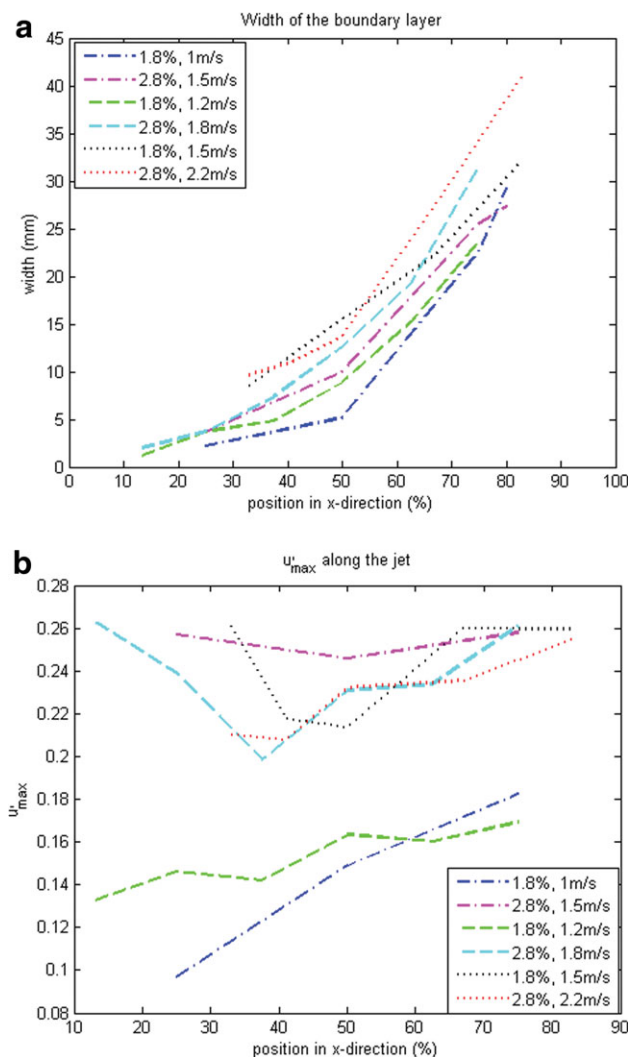 a
Width of the boundary layer
1.8%, 1m/s
2.8%, 1.5m/s
1.8%, 1.2m/s
2.8%, 1.8m/s
1.8%, 1.5m/s
2.8%, 2.2m/s
45
40
35
30
25
20
15
10
5
0
width (mm)
0 10 20 30 40 50 60 70 80 90 100
position in x-direction (%)
b
u'max along the jet
0.28
0.26
0.24
0.22
0.2
0.18
0.16
0.14
0.12
0.1
0.08
u'max
1.8%, 1m/s
2.8%, 1.5m/s
1.8%, 1.2m/s
2.8%, 1.8m/s
1.8%, 1.5m/s
2.8%, 2.2m/s
10 20 30 40 50 60 70 80 90
position in x-direction (%)